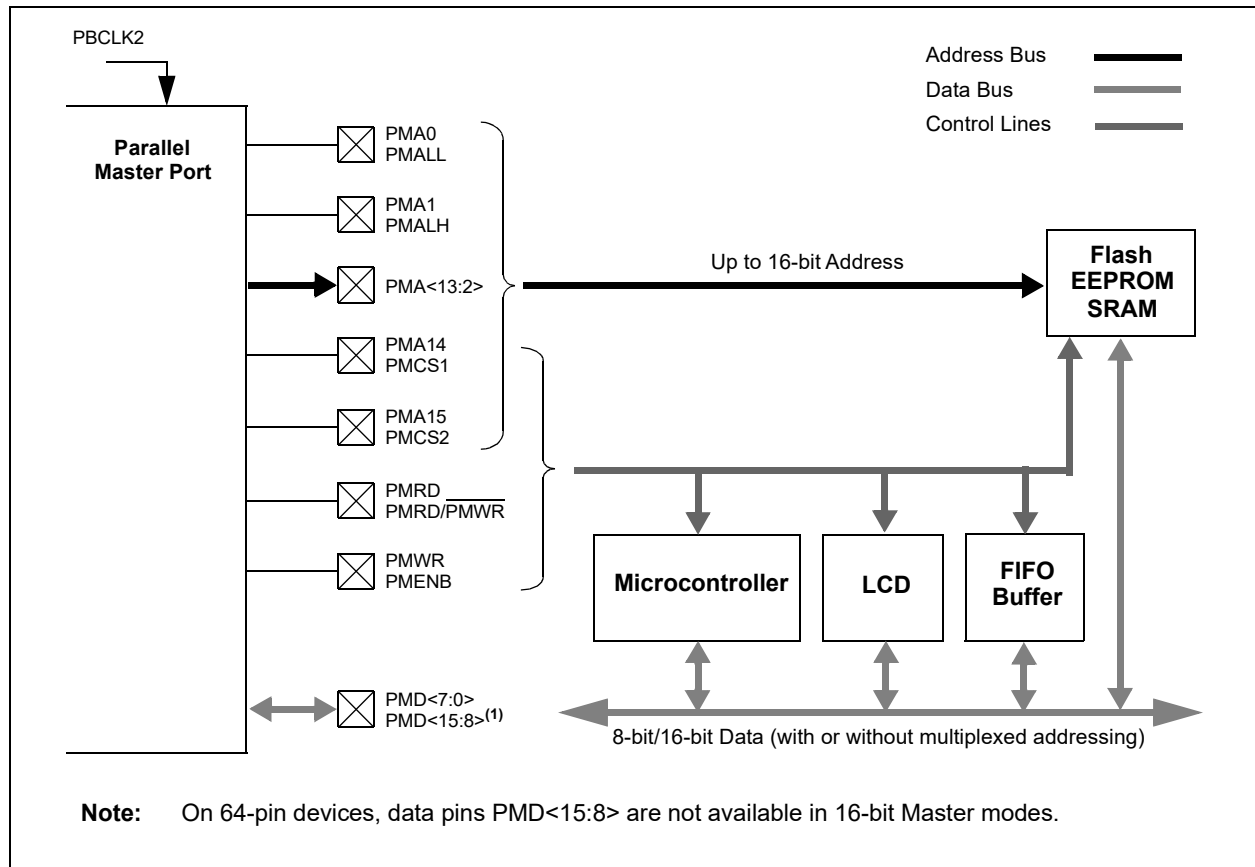 PBCLK2
Address Bus
Data Bus
Control Lines
Parallel
Master Port
PMA0
PMALL
PMA1
PMALH
PMA<13:2>
PMA14
PMCS1
PMA15
PMCS2
PMRD
PMRD/PMWR
PMWR
PMENB
PMD<7:0>
PMD<15:8>(1)
Up to 16-bit Address
Flash
EEPROM
SRAM
Microcontroller
LCD
FIFO
Buffer
8-bit/16-bit Data (with or without multiplexed addressing)
Note: On 64-pin devices, data pins PMD<15:8> are not available in 16-bit Master modes.